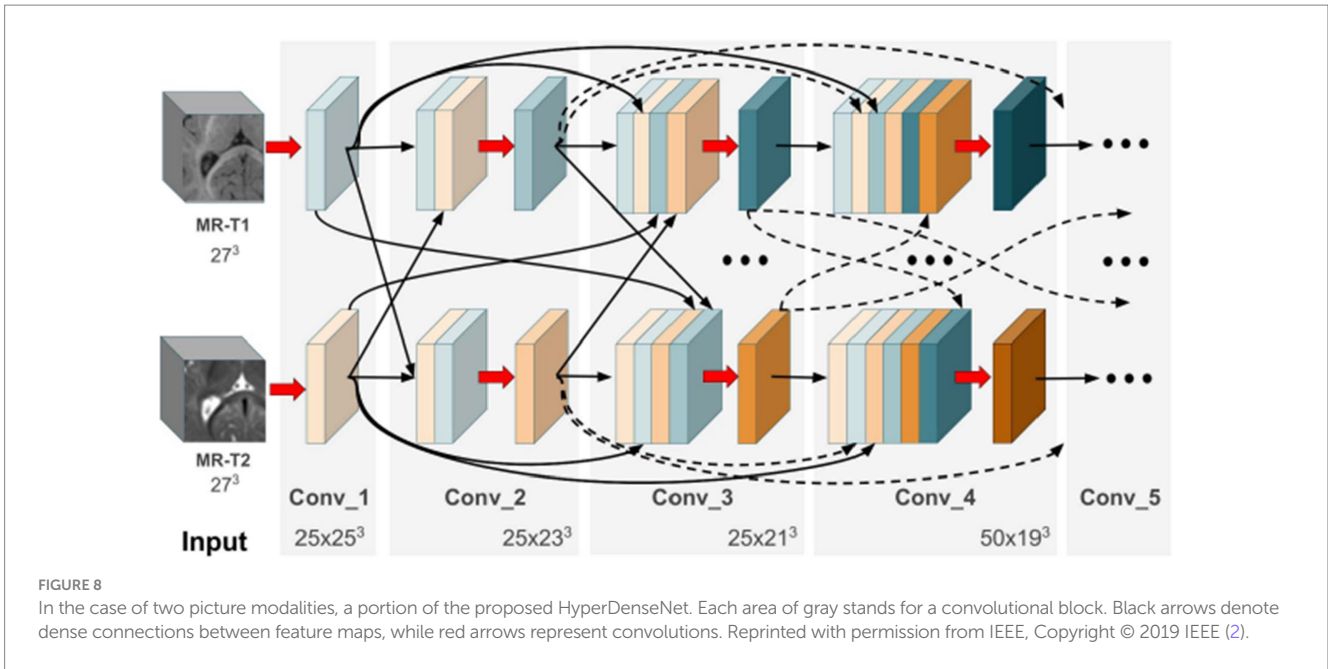 MR-T1
27³
MR-T2
27³
Input
Conv_1
25x25³
Conv_2
25x23³
Conv_3
25x21³
Conv_4
50x19³
Conv_5
FIGURE 8
In the case of two picture modalities, a portion of the proposed HyperDenseNet. Each area of gray stands for a convolutional block. Black arrows denote
dense connections between feature maps, while red arrows represent convolutions. Reprinted with permission from IEEE, Copyright © 2019 IEEE (2).